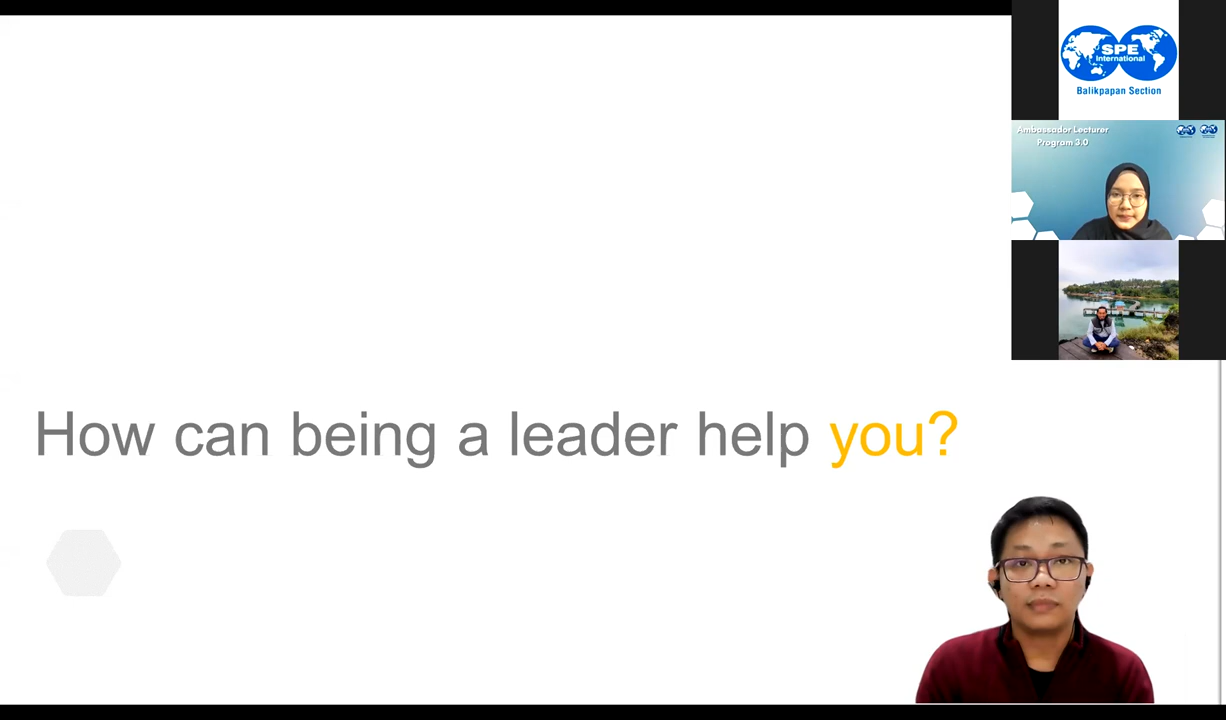 SPE
International
Balikpapan Section
Ambassador Lecturer
Program 3.0
How can being a leader help you?